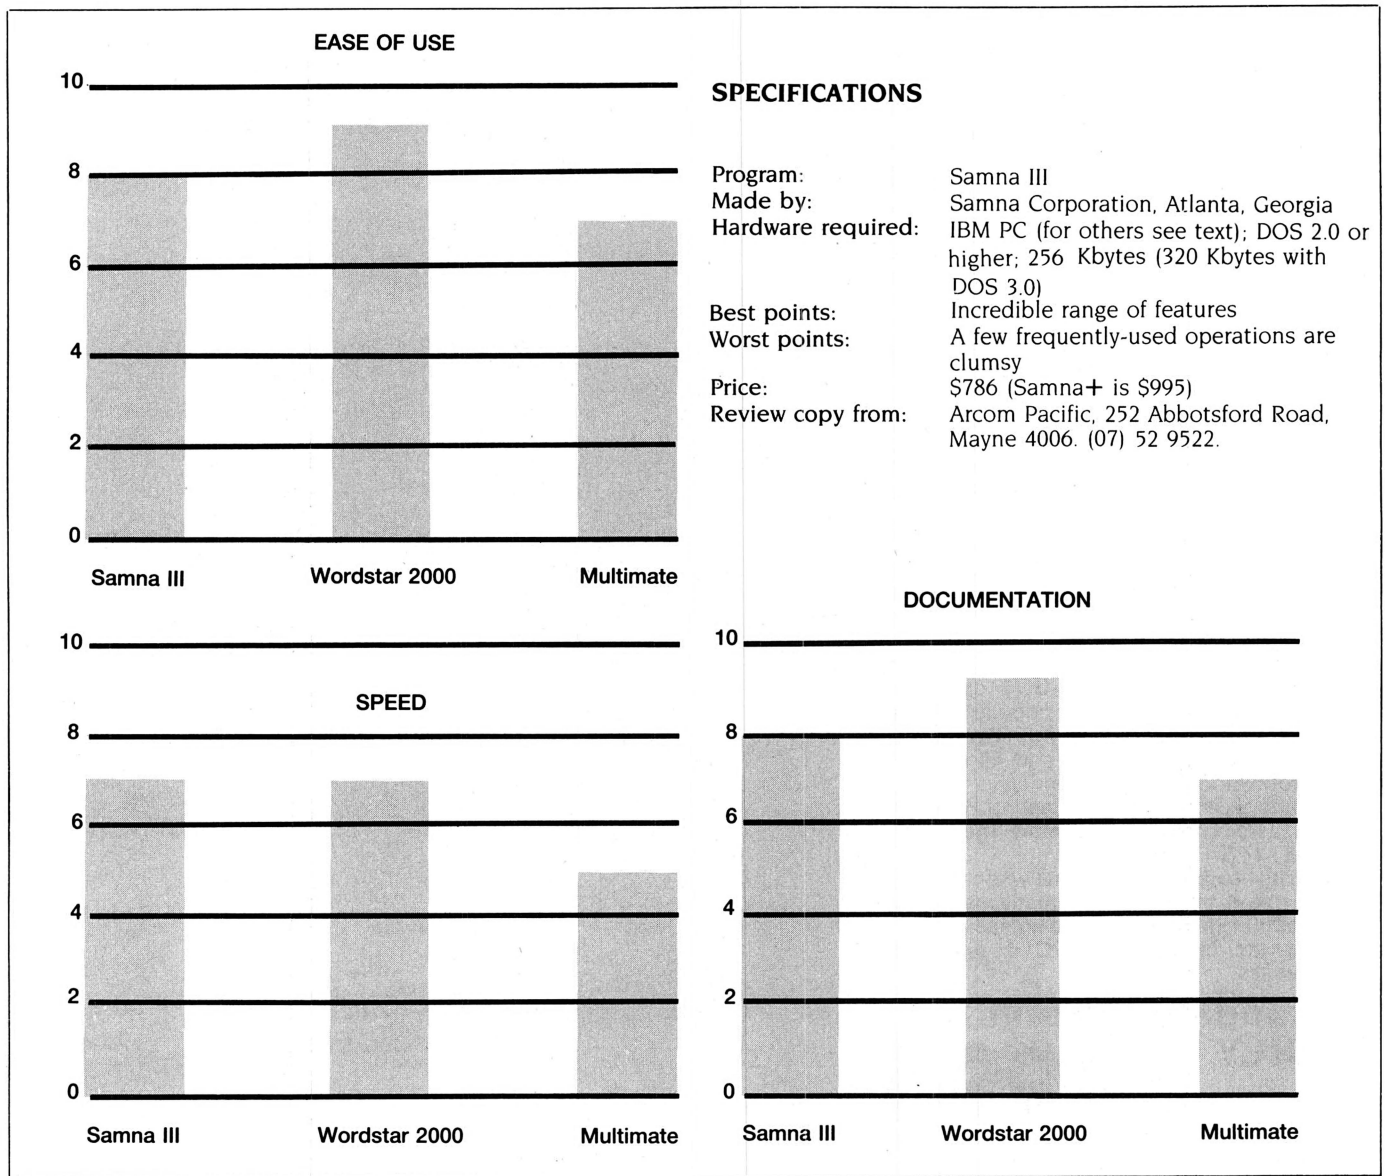 EASE OF USE
10
8
6
4
2
0
Samna III Wordstar 2000 Multimate
SPECIFICATIONS
Program: Samna III
Made by: Samna Corporation, Atlanta, Georgia
Hardware required: IBM PC (for others see text); DOS 2.0 or
higher; 256 Kbytes (320 Kbytes with
DOS 3.0)
Best points: Incredible range of features
Worst points: A few frequently-used operations are
clumsy
Price: $786 (Samna+ is $995)
Review copy from: Arcom Pacific, 252 Abbotsford Road,
Mayne 4006. (07) 52 9522.
10
SPEED
8
6
4
2
0
Samna III Wordstar 2000 Multimate
DOCUMENTATION
10
8
6
4
2
0
Samna III Wordstar 2000 Multimate